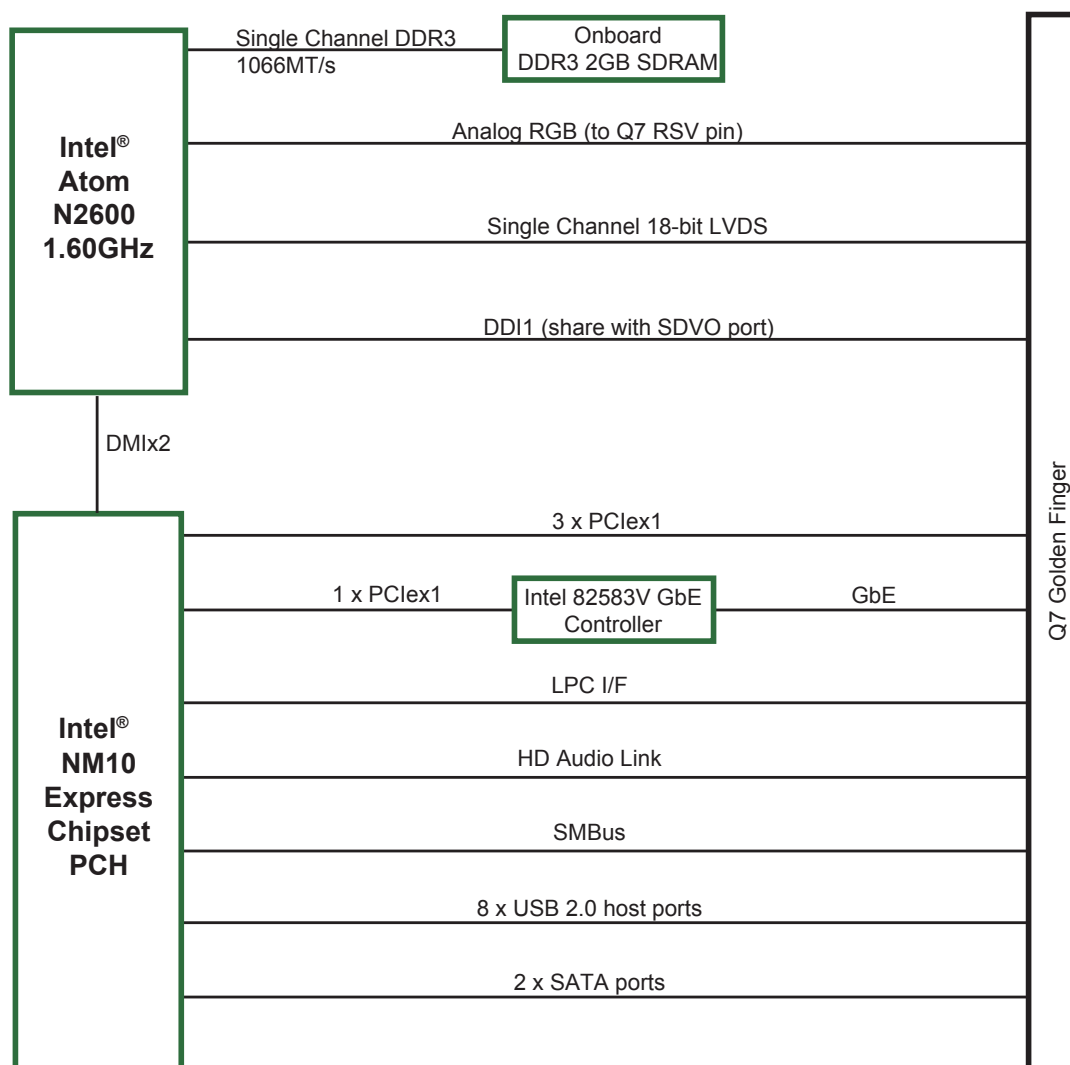 Single Channel DDR3
1066MT/s
Onboard
DDR3 2GB SDRAM
Intel®
Atom
N2600
1.60GHz
Analog RGB (to Q7 RSV pin)
Single Channel 18-bit LVDS
DDI1 (share with SDVO port)
DMIx2
Q7 Golden Finger
3 x PCIex1
1 x PCIex1
Intel 82583V GbE
Controller
GbE
Intel®
NM10
Express
Chipset
PCH
LPC I/F
HD Audio Link
SMBus
8 x USB 2.0 host ports
2 x SATA ports